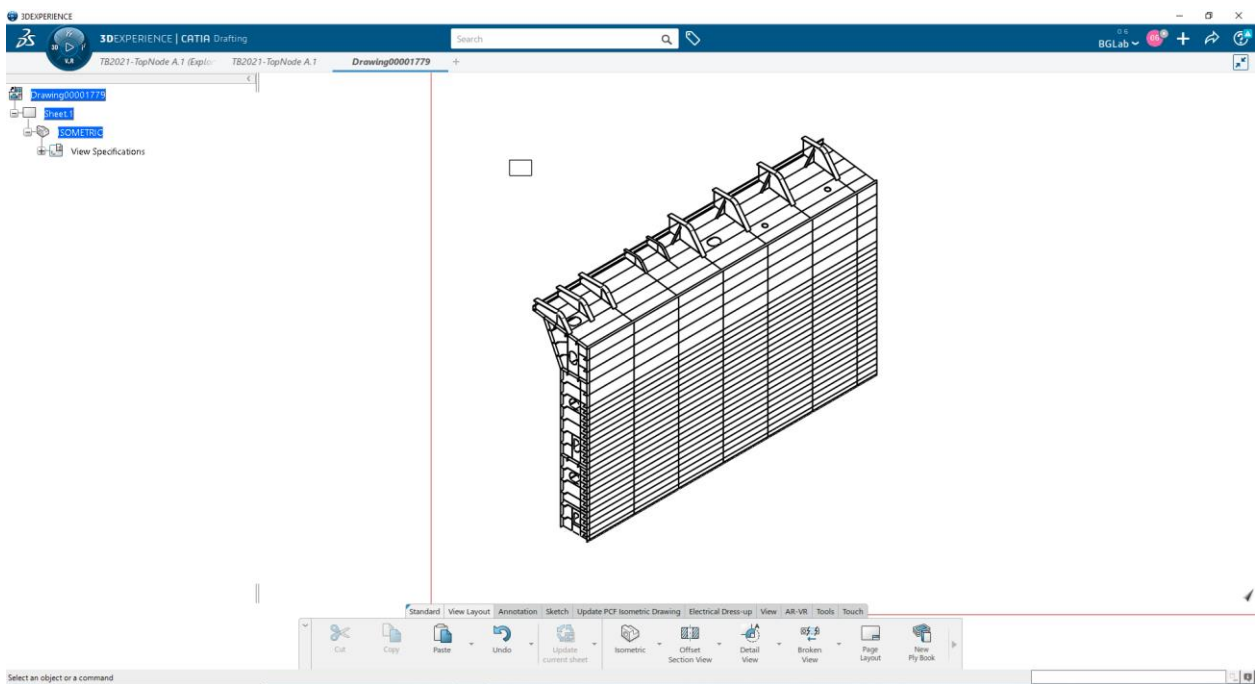 3DEXPERIENCE
3DEXPERIENCE | CATIA Drafting
Search
BGLab
TB2021-TopNode A.1 (Explo
TB2021-TopNode A.1
Drawing00001779
Drawing00001779
Sheet.1
ISOMETRIC
View Specifications
3D
V.R
Standard View Layout Annotation Sketch Update PCF Isometric Drawing Electrical Dress-up View AR-VR Tools Touch
Cut
Copy
Paste
Undo
Update current sheet
Isometric
Offset Section View
Detail View
Broken View
Page Layout
New Ply Book
Select an object or a command